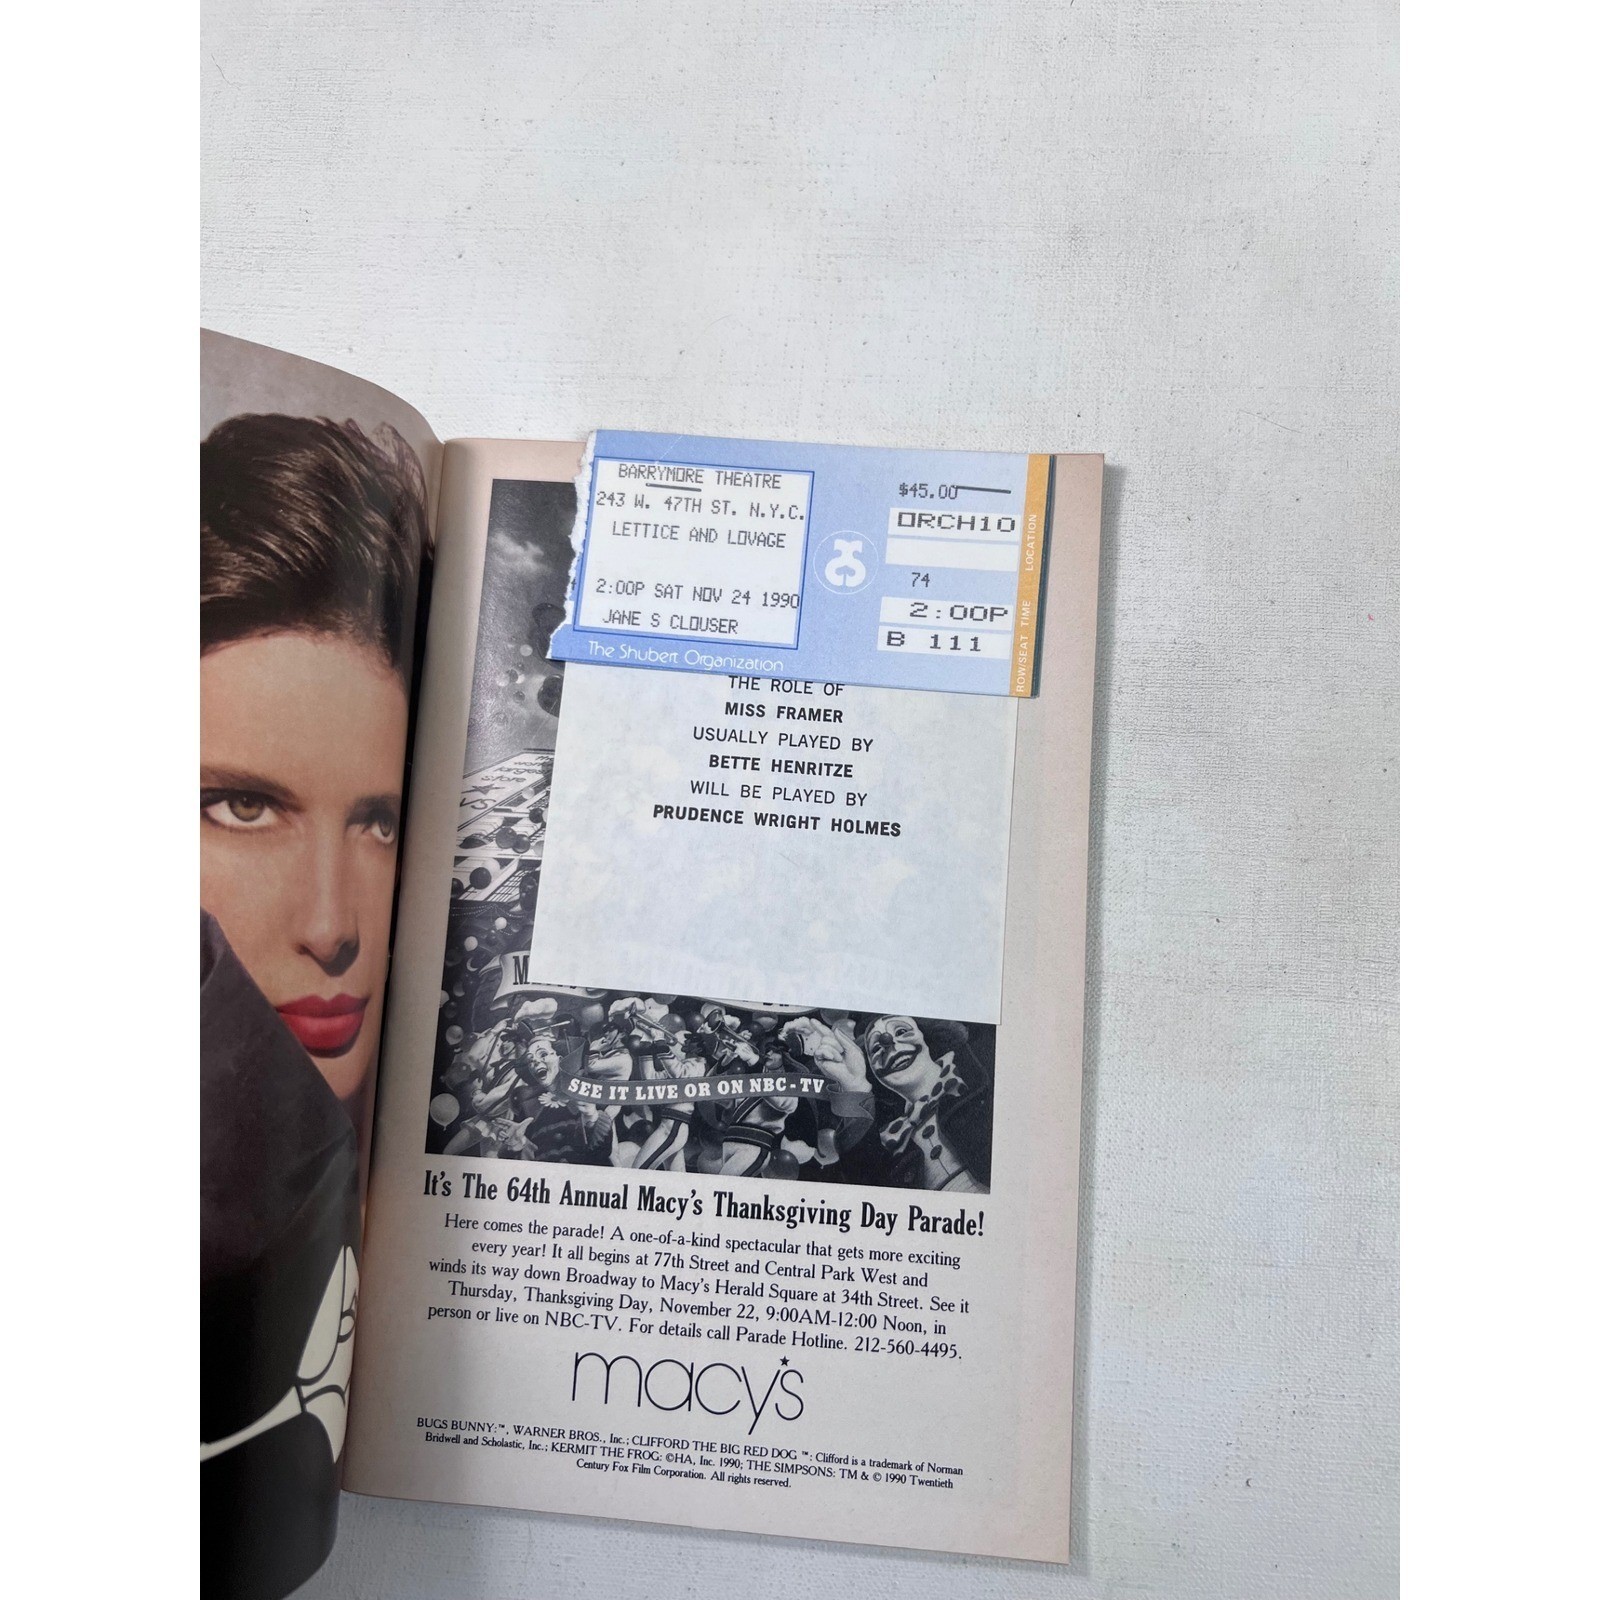 BARRYMORE THEATRE
243 W. 47TH ST. N.Y.C.
LETTICE AND LOVAGE
2:00P SAT NOV 24 1990
JANE S CLOUSER
The Shubert Organization
$45.00
ORCH10
74
2:00P
B 111
ROW/SEAT TIME LOCATION
THE ROLE OF
MISS FRAMER
USUALLY PLAYED BY
BETTE HENRITZE
WILL BE PLAYED BY
PRUDENCE WRIGHT HOLMES
store
SEE IT LIVE OR ON NBC-TV
It's The 64th Annual Macy's Thanksgiving Day Parade!
Here comes the parade! A one-of-a-kind spectacular that gets more exciting
every year! It all begins at 77th Street and Central Park West and
winds its way down Broadway to Macy's Herald Square at 34th Street. See it
Thursday, Thanksgiving Day, November 22, 9:00AM-12:00 Noon, in
person or live on NBC-TV. For details call Parade Hotline. 212-560-4495.
macy's
BUGS BUNNY:™, WARNER BROS., Inc.; CLIFFORD THE BIG RED DOG ™: Clifford is a trademark of Norman
Bridwell and Scholastic, Inc.; KERMIT THE FROG: ©HA, Inc. 1990; THE SIMPSONS: TM & © 1990 Twentieth
Century Fox Film Corporation. All rights reserved.